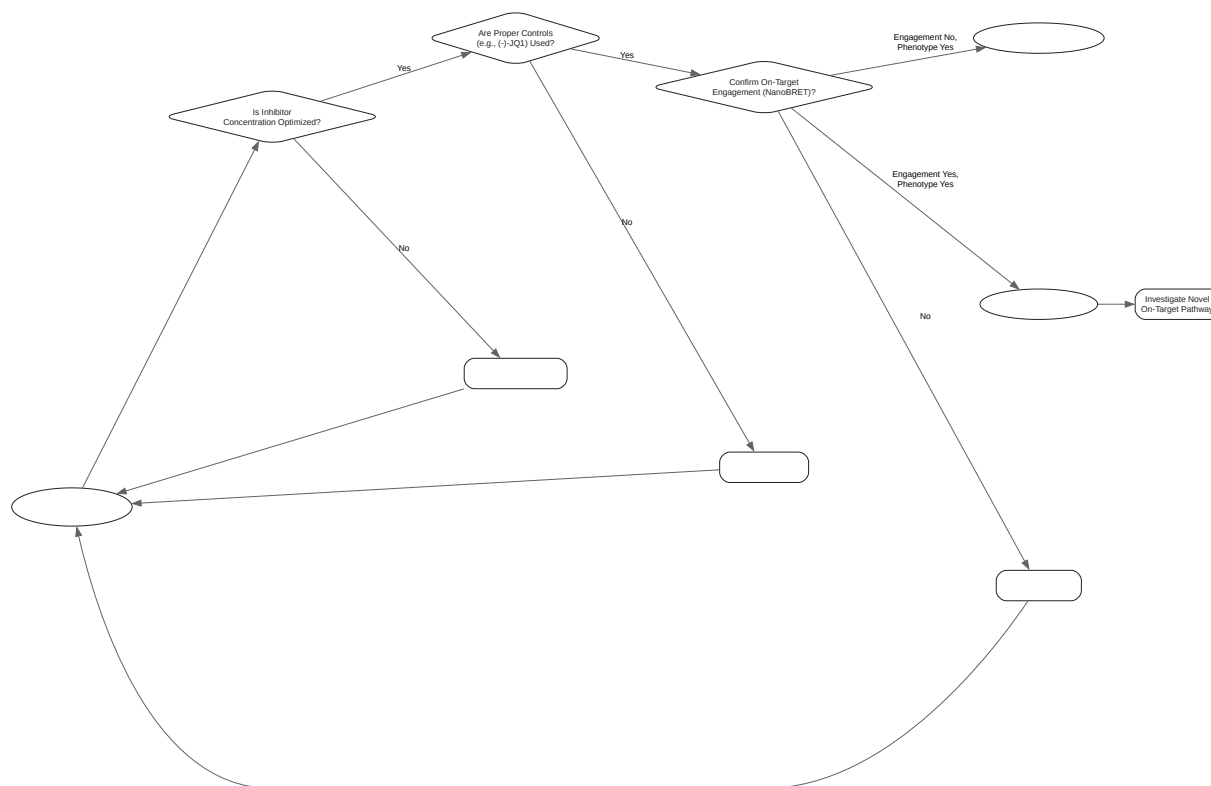 Are Proper Controls
(e.g., (-)-JQ1) Used?
Engagement No,
Phenotype Yes
Yes
Yes
Confirm On-Target
Engagement (NanoBRET)?
Is Inhibitor
Concentration Optimized?
Engagement Yes,
Phenotype Yes
No
No
Investigate Novel
On-Target Pathway
No